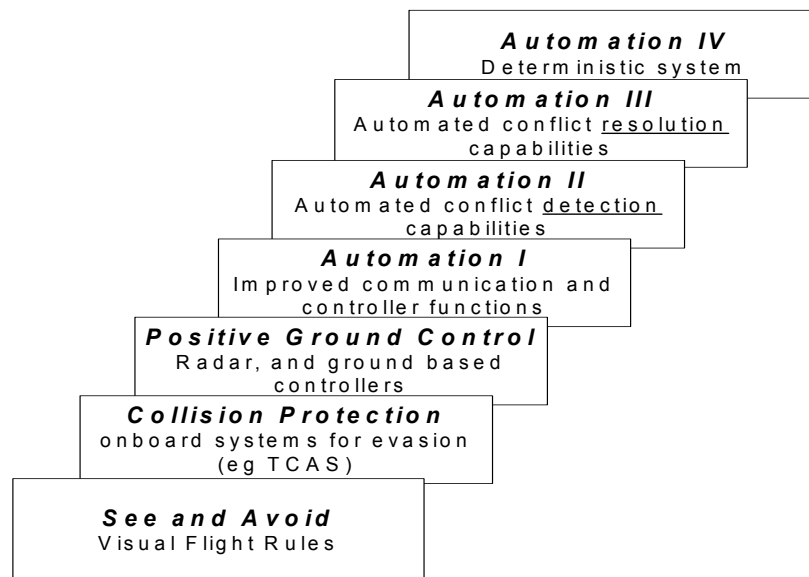 Automation IV
Deterministic system
Automation III
Automated conflict resolution
capabilities
Automation II
Automated conflict detection
capabilities
Automation I
Improved communication and
controller functions
Positive Ground Control
Radar, and ground based
controllers
Collision Protection
onboard systems for evasion
(eg TCAS)
See and Avoid
Visual Flight Rules